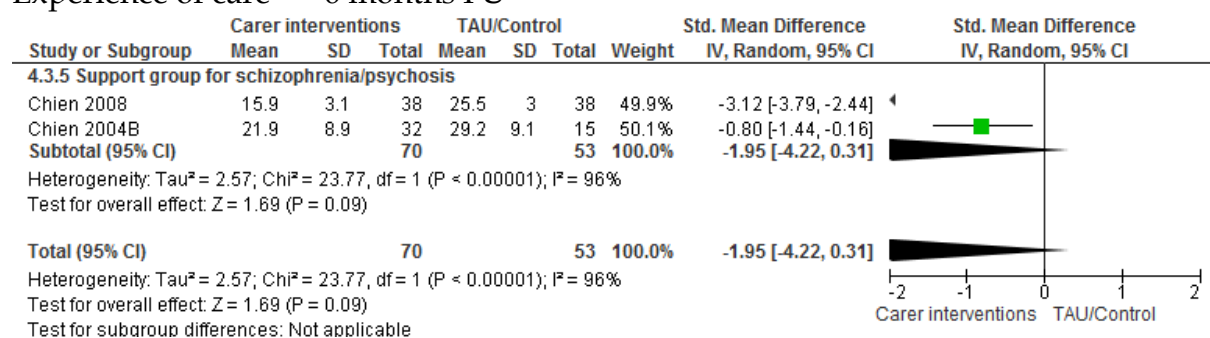 Carer interventions TAU/Control Std. Mean Difference Std. Mean Difference
Study or Subgroup Mean SD Total Mean SD Total Weight IV, Random, 95% CI IV, Random, 95% CI
4.3.5 Support group for schizophrenia/psychosis
Chien 2008 15.9 3.1 38 25.5 3 38 49.9% -3.12 [-3.79, -2.44]
Chien 2004B 21.9 8.9 32 29.2 9.1 15 50.1% -0.80 [-1.44, -0.16]
Subtotal (95% CI) 70 53 100.0% -1.95 [-4.22, 0.31]
Heterogeneity: Tau² = 2.57; Chi² = 23.77, df = 1 (P < 0.00001); I² = 96%
Test for overall effect: Z = 1.69 (P = 0.09)
Total (95% CI) 70 53 100.0% -1.95 [-4.22, 0.31]
Heterogeneity: Tau² = 2.57; Chi² = 23.77, df = 1 (P < 0.00001); I² = 96%
Test for overall effect: Z = 1.69 (P = 0.09)
Test for subgroup differences: Not applicable
-2 -1 0 1 2
Carer interventions TAU/Control